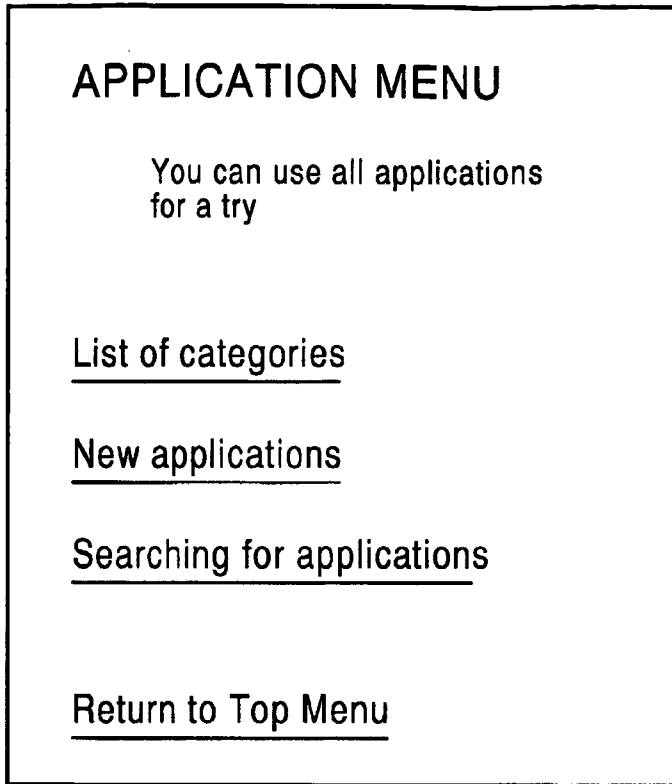 APPLICATION MENU
You can use all applications
for a try
List of categories
New applications
Searching for applications
Return to Top Menu